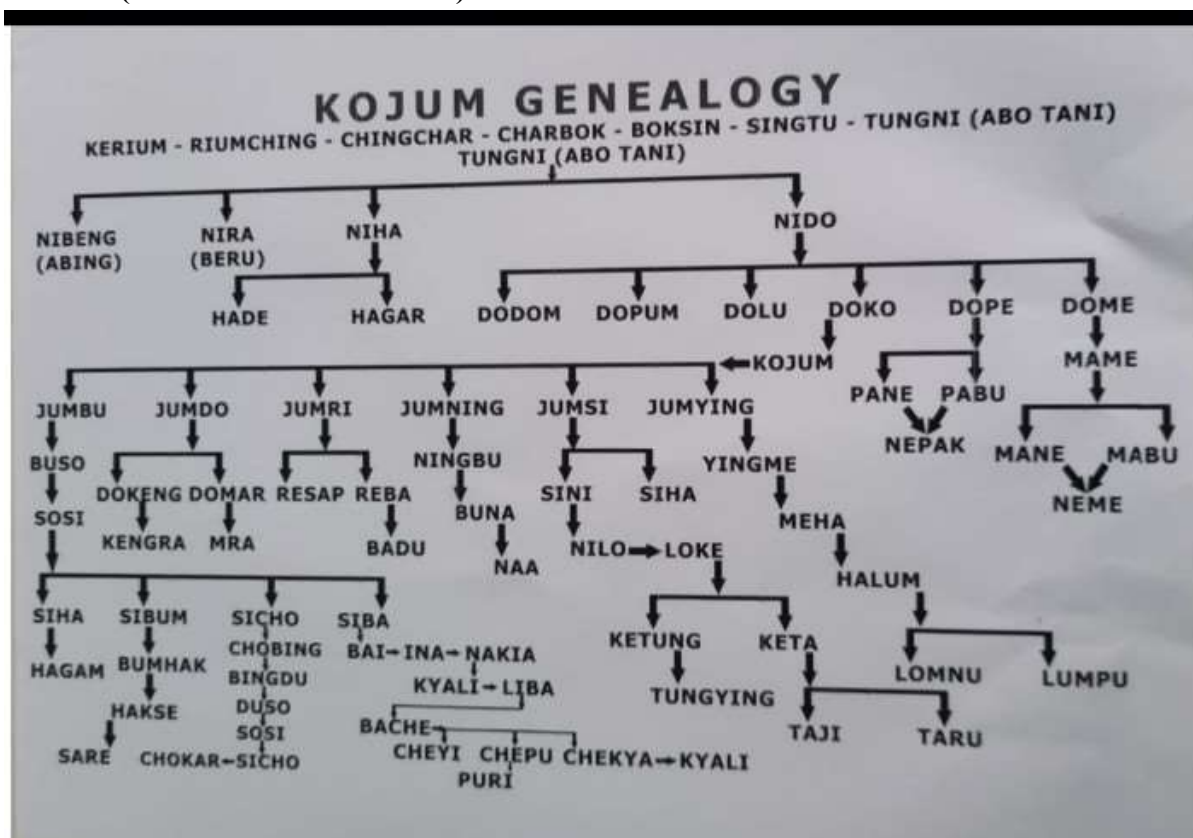 KOJUM GENEALOGY
KERIUM - RIUMCHING - CHINGCHAR - CHARBOK - BOKSIN - SINGTU - TUNGNI (ABO TANI)
TUNGNI (ABO TANI)
NIBENG (ABING) NIRA (BERU) NIHA NIDO
HADE HAGAR DODOM DOPUM DOLU DOKO DOPE DOME
KOJUM MAME
JUMBU JUMDO JUMRI JUMNING JUMSI JUMYING PANE PABU
BUSO NINGBU YINGME NEPAK MANE MABU
DOKENG DOMAR RESAP REBA SINI SIHA
SOSI BUNA MEHA NEME
KENGRA MRA BADU NAA NILO LOKE
HALUM
SIHA SIBUM SICHO SIBA KETUNG KETA
HAGAM BUMHAK CHOBING BAI INA NAKIA LOMNU LUMPU
BINGDU KYALI LIBA TUNGYING
HAKSE DUSO BACHE TAJI TARU
SOSI CHEYI CHEPU CHEKYA KYALI
SARE CHOKAR SICHO PURI